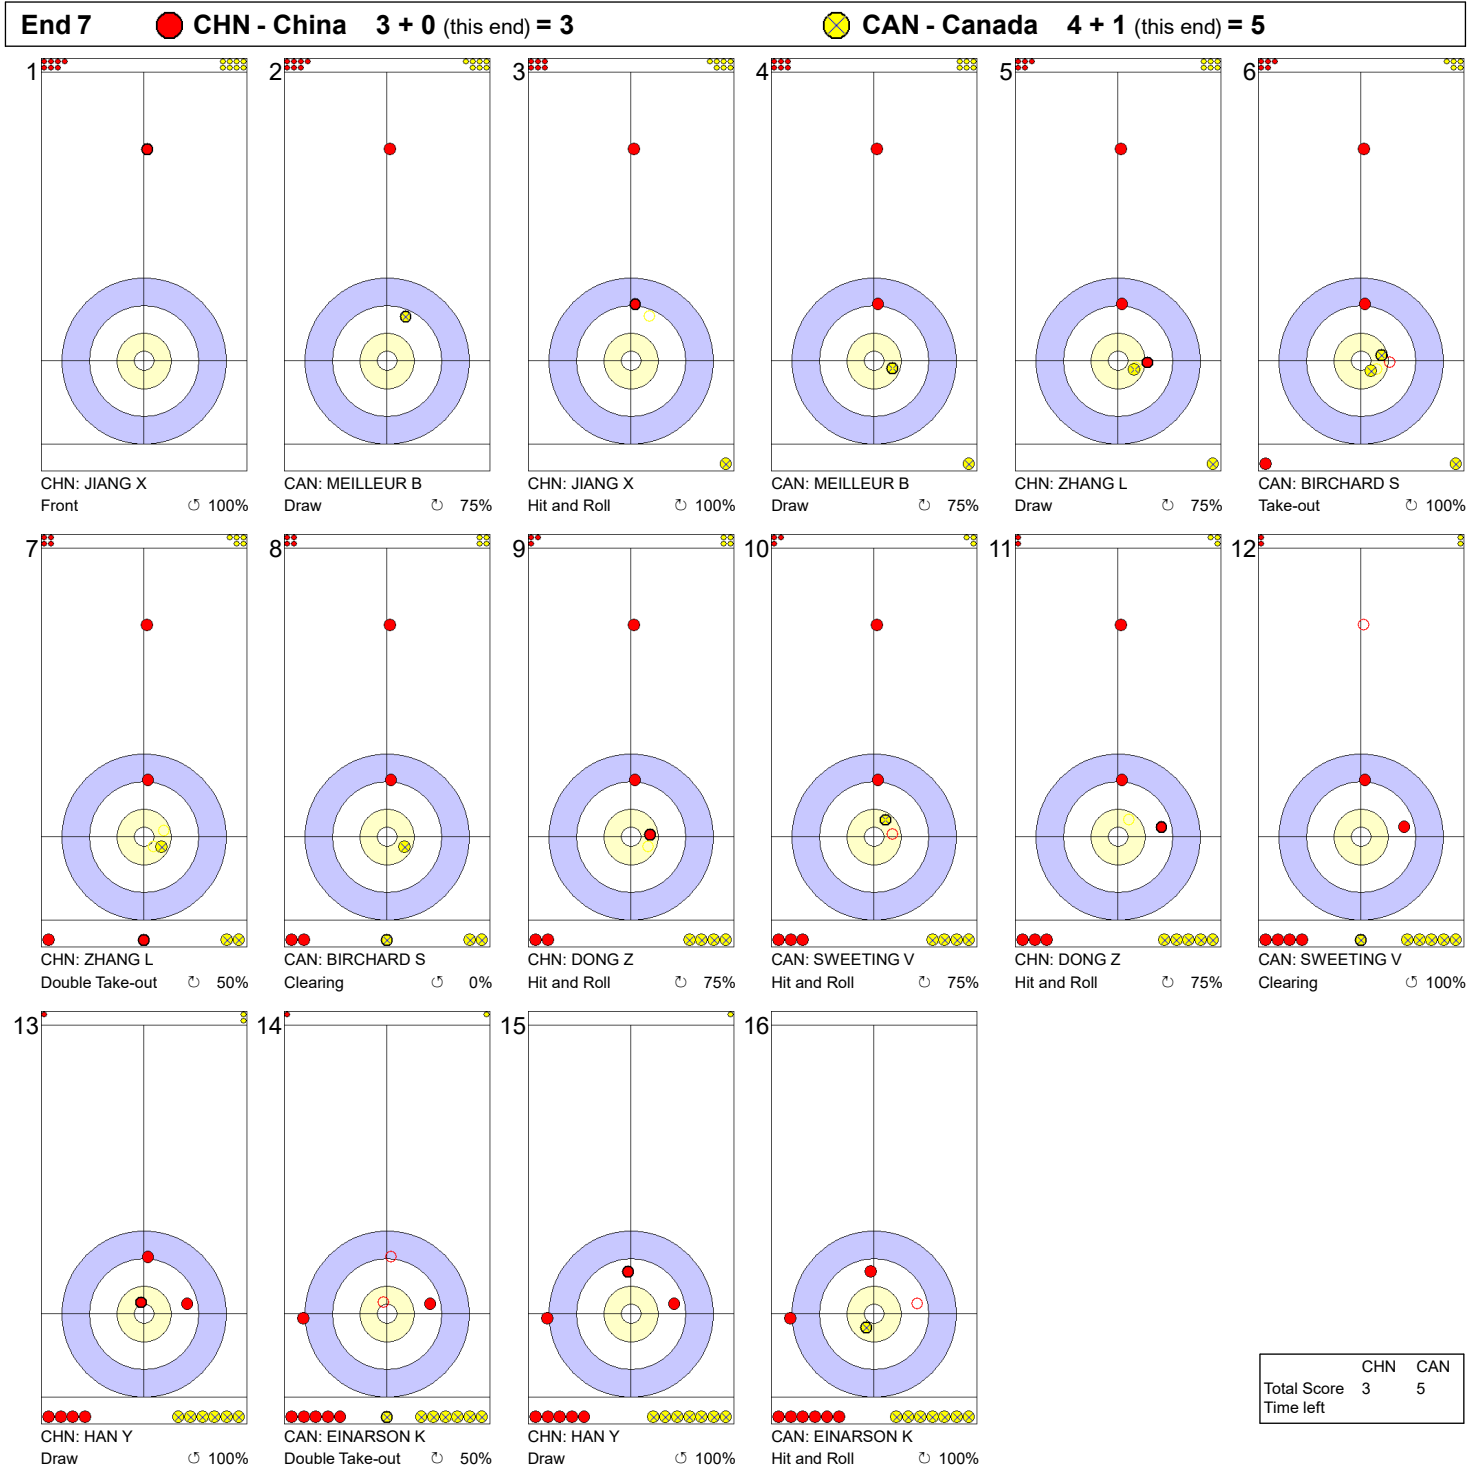 End 7 CHN - China 3 + 0 (this end) = 3 CAN - Canada 4 + 1 (this end) = 5
1 2 3 4 5 6
CHN: JIANG X CAN: MEILLEUR B CHN: JIANG X CAN: MEILLEUR B CHN: ZHANG L CAN: BIRCHARD S
Front ↺ 100% Draw ↻ 75% Hit and Roll ↻ 100% Draw ↻ 75% Draw ↻ 75% Take-out ↻ 100%
7 8 9 10 11 12
CHN: ZHANG L CAN: BIRCHARD S CHN: DONG Z CAN: SWEETING V CHN: DONG Z CAN: SWEETING V
Double Take-out ↻ 50% Clearing ↺ 0% Hit and Roll ↻ 75% Hit and Roll ↻ 75% Hit and Roll ↻ 75% Clearing ↺ 100%
13 14 15 16
CHN: HAN Y CAN: EINARSON K CHN: HAN Y CAN: EINARSON K
Draw ↺ 100% Double Take-out ↻ 50% Draw ↺ 100% Hit and Roll ↻ 100%
CHN CAN
Total Score 3 5
Time left